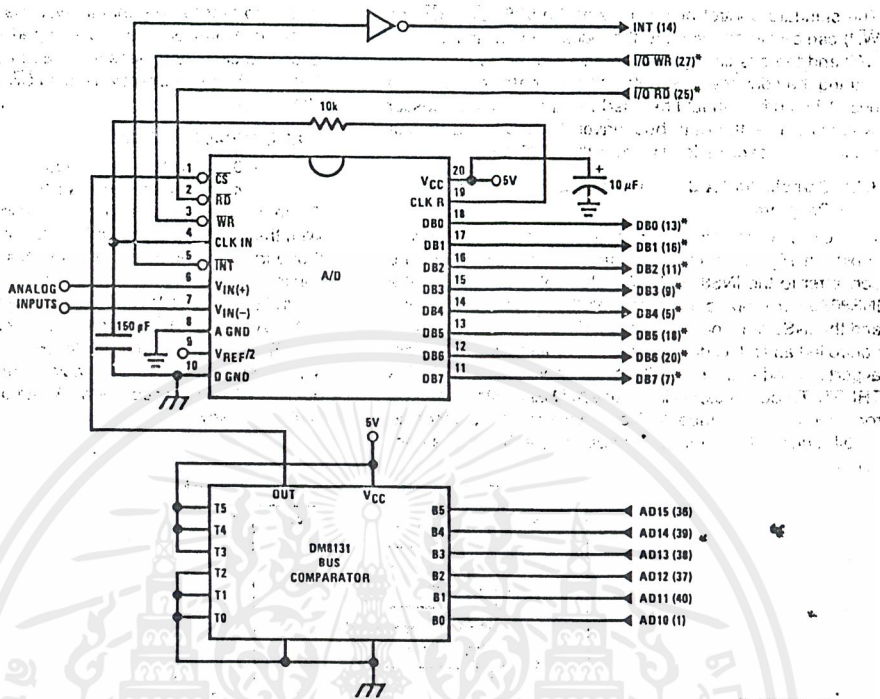 INT (14)
I/O WR (27)*
I/O RD (25)*
10k
1
CS
2
RD
3
WR
4
CLK IN
5
INT
6
VIN(+)
7
VIN(−)
8
A GND
9
VREF/2
10
D GND
ANALOG
INPUTS
150 pF
A/D
20
VCC
5V
10 µF
+
19
CLK R
18
DB0
DB0 (13)*
17
DB1
DB1 (16)*
16
DB2
DB2 (11)*
15
DB3
DB3 (9)*
14
DB4
DB4 (5)*
13
DB5
DB5 (18)*
12
DB6
DB6 (20)*
11
DB7
DB7 (7)*
5V
OUT
VCC
T5
T4
T3
T2
T1
T0
DM8131
BUS
COMPARATOR
B5
AD15 (36)
B4
AD14 (39)
B3
AD13 (38)
B2
AD12 (37)
B1
AD11 (40)
B0
AD10 (1)